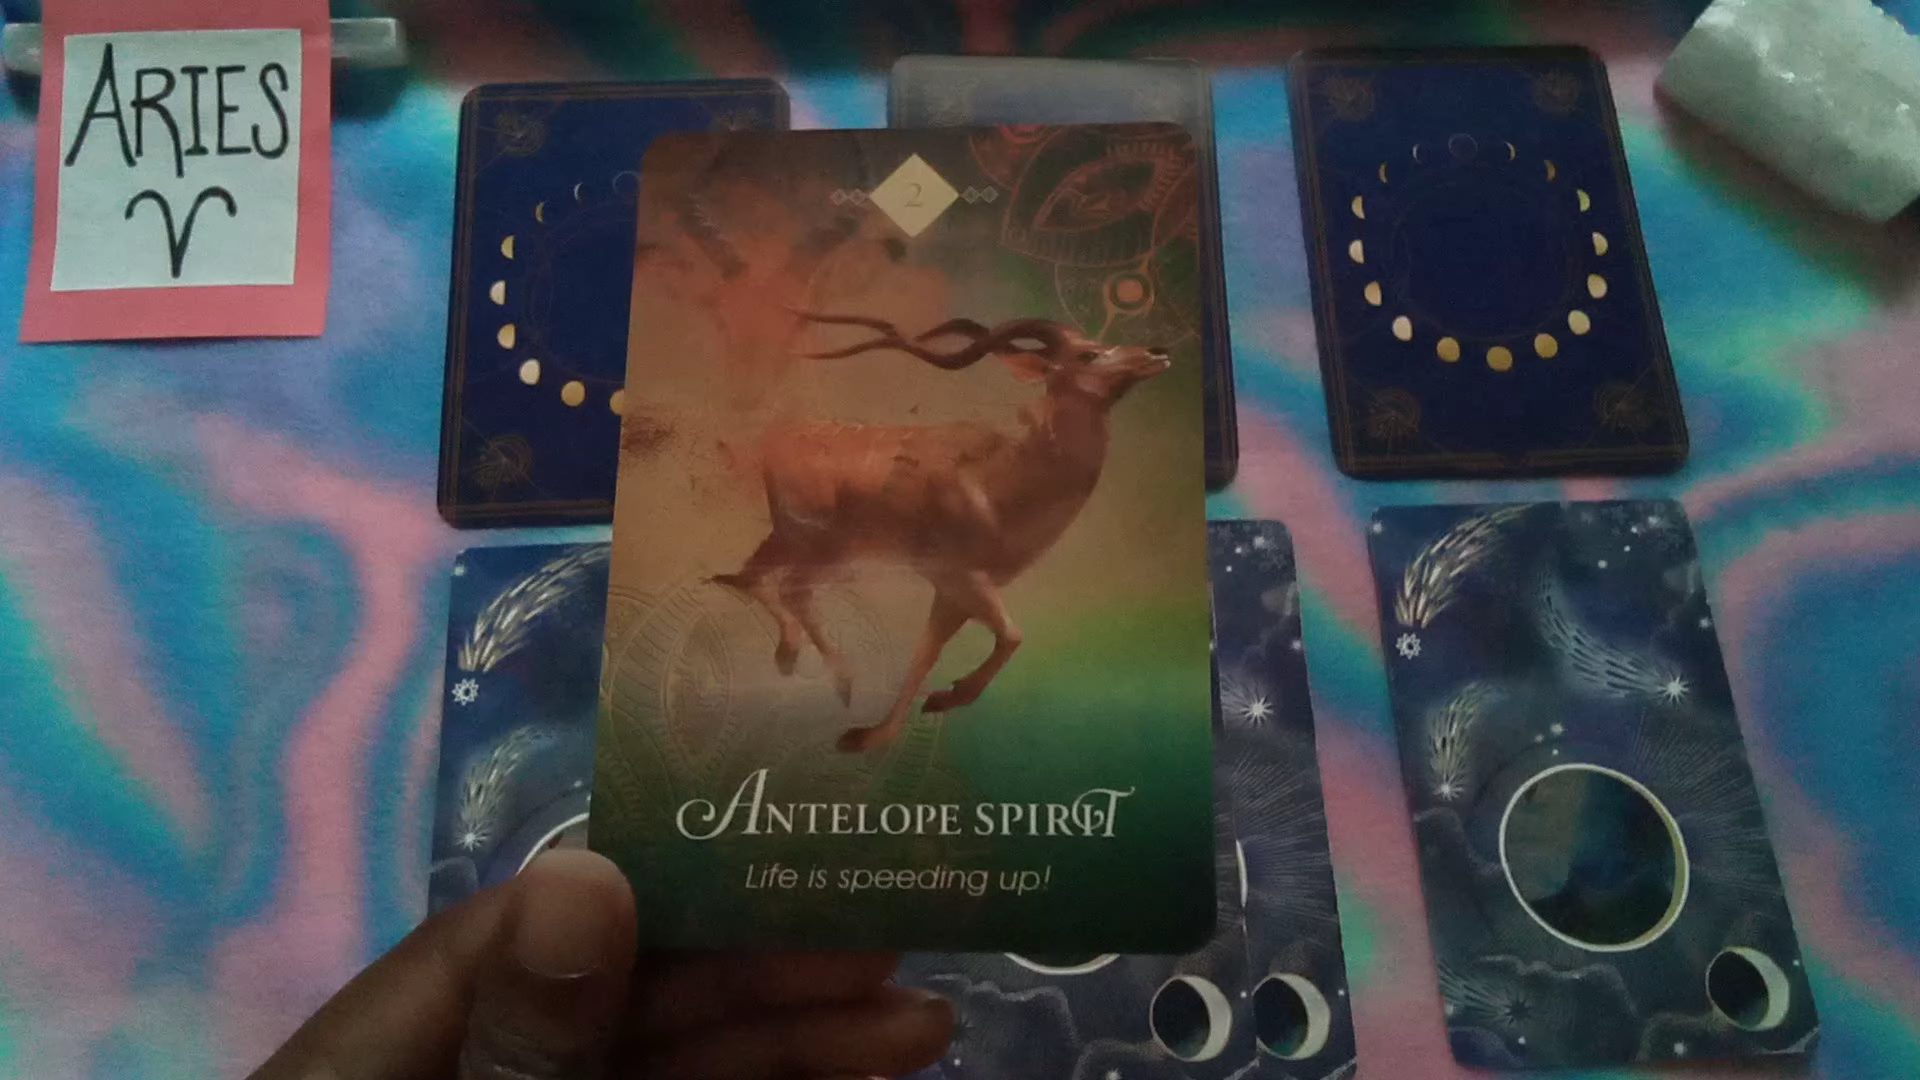 ARIES
♈
2
ANTELOPE SPIRIT
Life is speeding up!